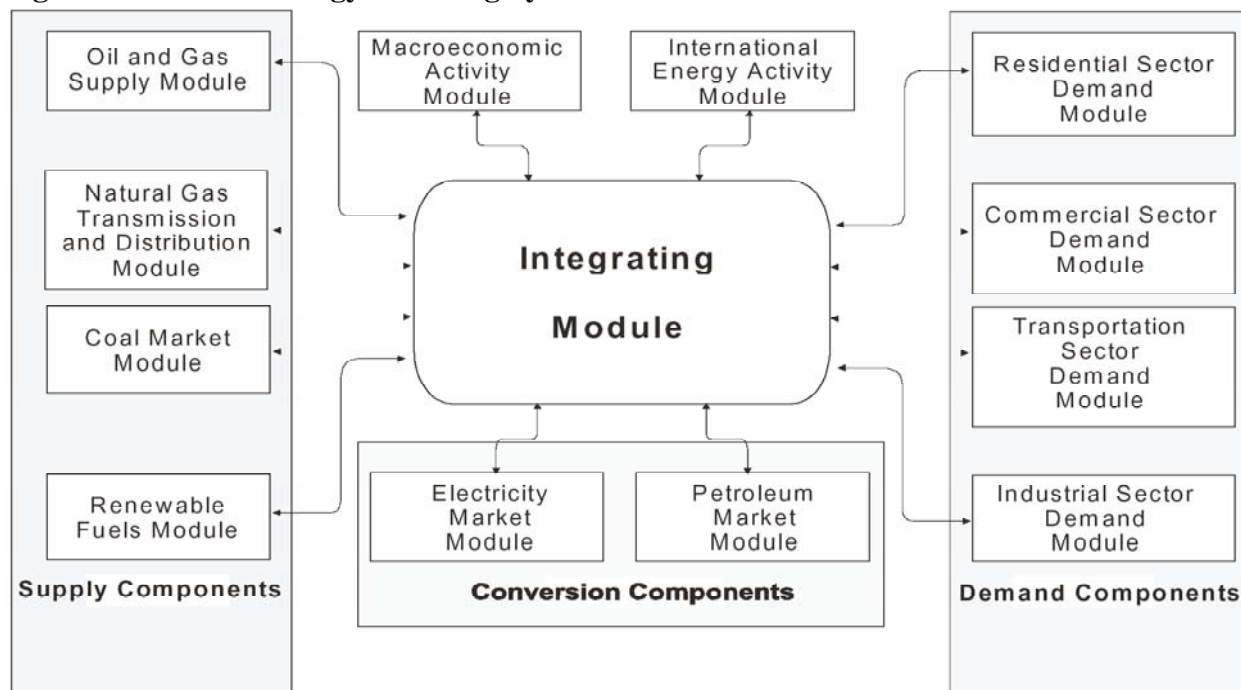 Oil and Gas
Supply Module
Macroeconomic
Activity
Module
International
Energy Activity
Module
Residential Sector
Demand
Module
Natural Gas
Transmission
and Distribution
Module
Commercial Sector
Demand
Module
Integrating
Module
Coal Market
Module
Transportation
Sector
Demand
Module
Renewable
Fuels Module
Electricity
Market
Module
Petroleum
Market
Module
Industrial Sector
Demand
Module
Supply Components
Conversion Components
Demand Components